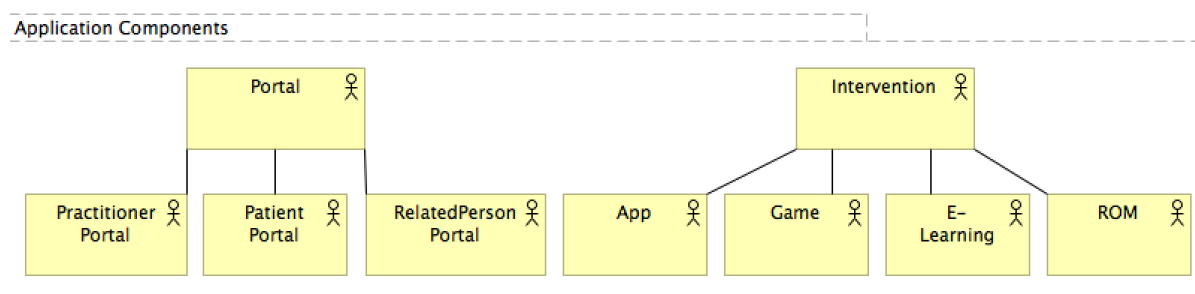 Application Components
Portal
Intervention
Practitioner
Portal
Patient
Portal
RelatedPerson
Portal
App
Game
E-
Learning
ROM